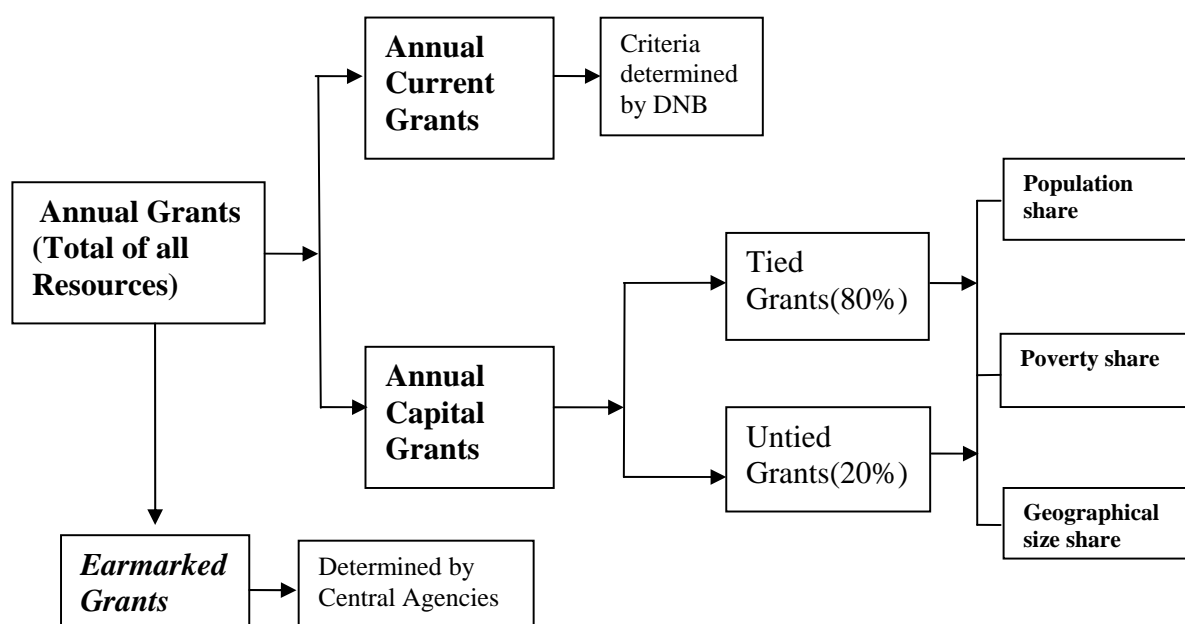 Annual
Current
Grants
Criteria
determined
by DNB
Annual Grants
(Total of all
Resources)
Population
share
Tied
Grants(80%)
Poverty share
Annual
Capital
Grants
Untied
Grants(20%)
Geographical
size share
Earmarked
Grants
Determined by
Central Agencies